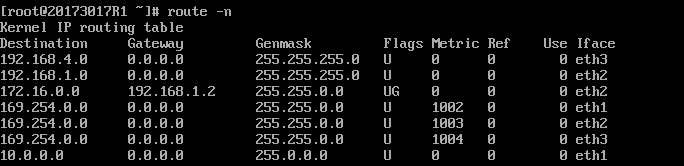 [root@20173017R1 ~]# route -n
Kernel IP routing table
Destination     Gateway         Genmask         Flags Metric Ref    Use Iface
192.168.4.0     0.0.0.0         255.255.255.0   U     0      0        0 eth3
192.168.1.0     0.0.0.0         255.255.255.0   U     0      0        0 eth2
172.16.0.0      192.168.1.2     255.255.0.0     UG    0      0        0 eth2
169.254.0.0     0.0.0.0         255.255.0.0     U     1002   0        0 eth1
169.254.0.0     0.0.0.0         255.255.0.0     U     1003   0        0 eth2
169.254.0.0     0.0.0.0         255.255.0.0     U     1004   0        0 eth3
10.0.0.0        0.0.0.0         255.0.0.0       U     0      0        0 eth1